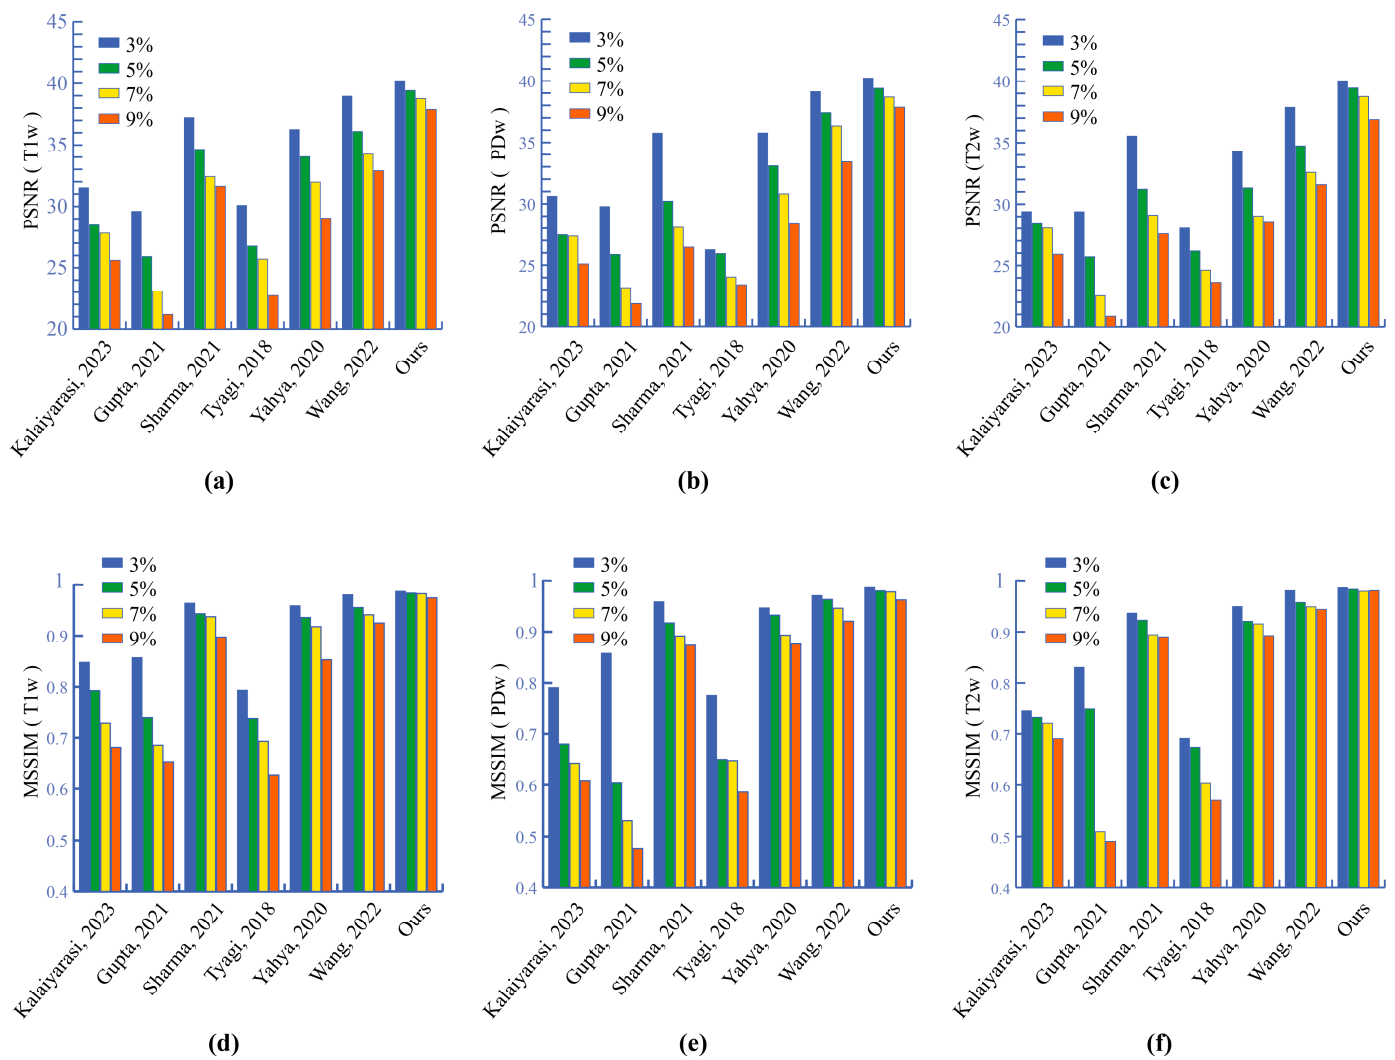 45
40
35
30
25
20
PSNR ( T1w )
3%
5%
7%
9%
Kalaiyarasi, 2023
Gupta, 2021
Sharma, 2021
Tyagi, 2018
Yahya, 2020
Wang, 2022
Ours
(a)
45
40
35
30
25
20
PSNR ( PDw )
3%
5%
7%
9%
Kalaiyarasi, 2023
Gupta, 2021
Sharma, 2021
Tyagi, 2018
Yahya, 2020
Wang, 2022
Ours
(b)
45
40
35
30
25
20
PSNR (T2w )
3%
5%
7%
9%
Kalaiyarasi, 2023
Gupta, 2021
Sharma, 2021
Tyagi, 2018
Yahya, 2020
Wang, 2022
Ours
(c)
1
0.9
0.8
0.7
0.6
0.5
0.4
MSSIM ( T1w )
3%
5%
7%
9%
Kalaiyarasi, 2023
Gupta, 2021
Sharma, 2021
Tyagi, 2018
Yahya, 2020
Wang, 2022
Ours
(d)
1
0.9
0.8
0.7
0.6
0.5
0.4
MSSIM ( PDw )
3%
5%
7%
9%
Kalaiyarasi, 2023
Gupta, 2021
Sharma, 2021
Tyagi, 2018
Yahya, 2020
Wang, 2022
Ours
(e)
1
0.9
0.8
0.7
0.6
0.5
0.4
MSSIM ( T2w )
3%
5%
7%
9%
Kalaiyarasi, 2023
Gupta, 2021
Sharma, 2021
Tyagi, 2018
Yahya, 2020
Wang, 2022
Ours
(f)